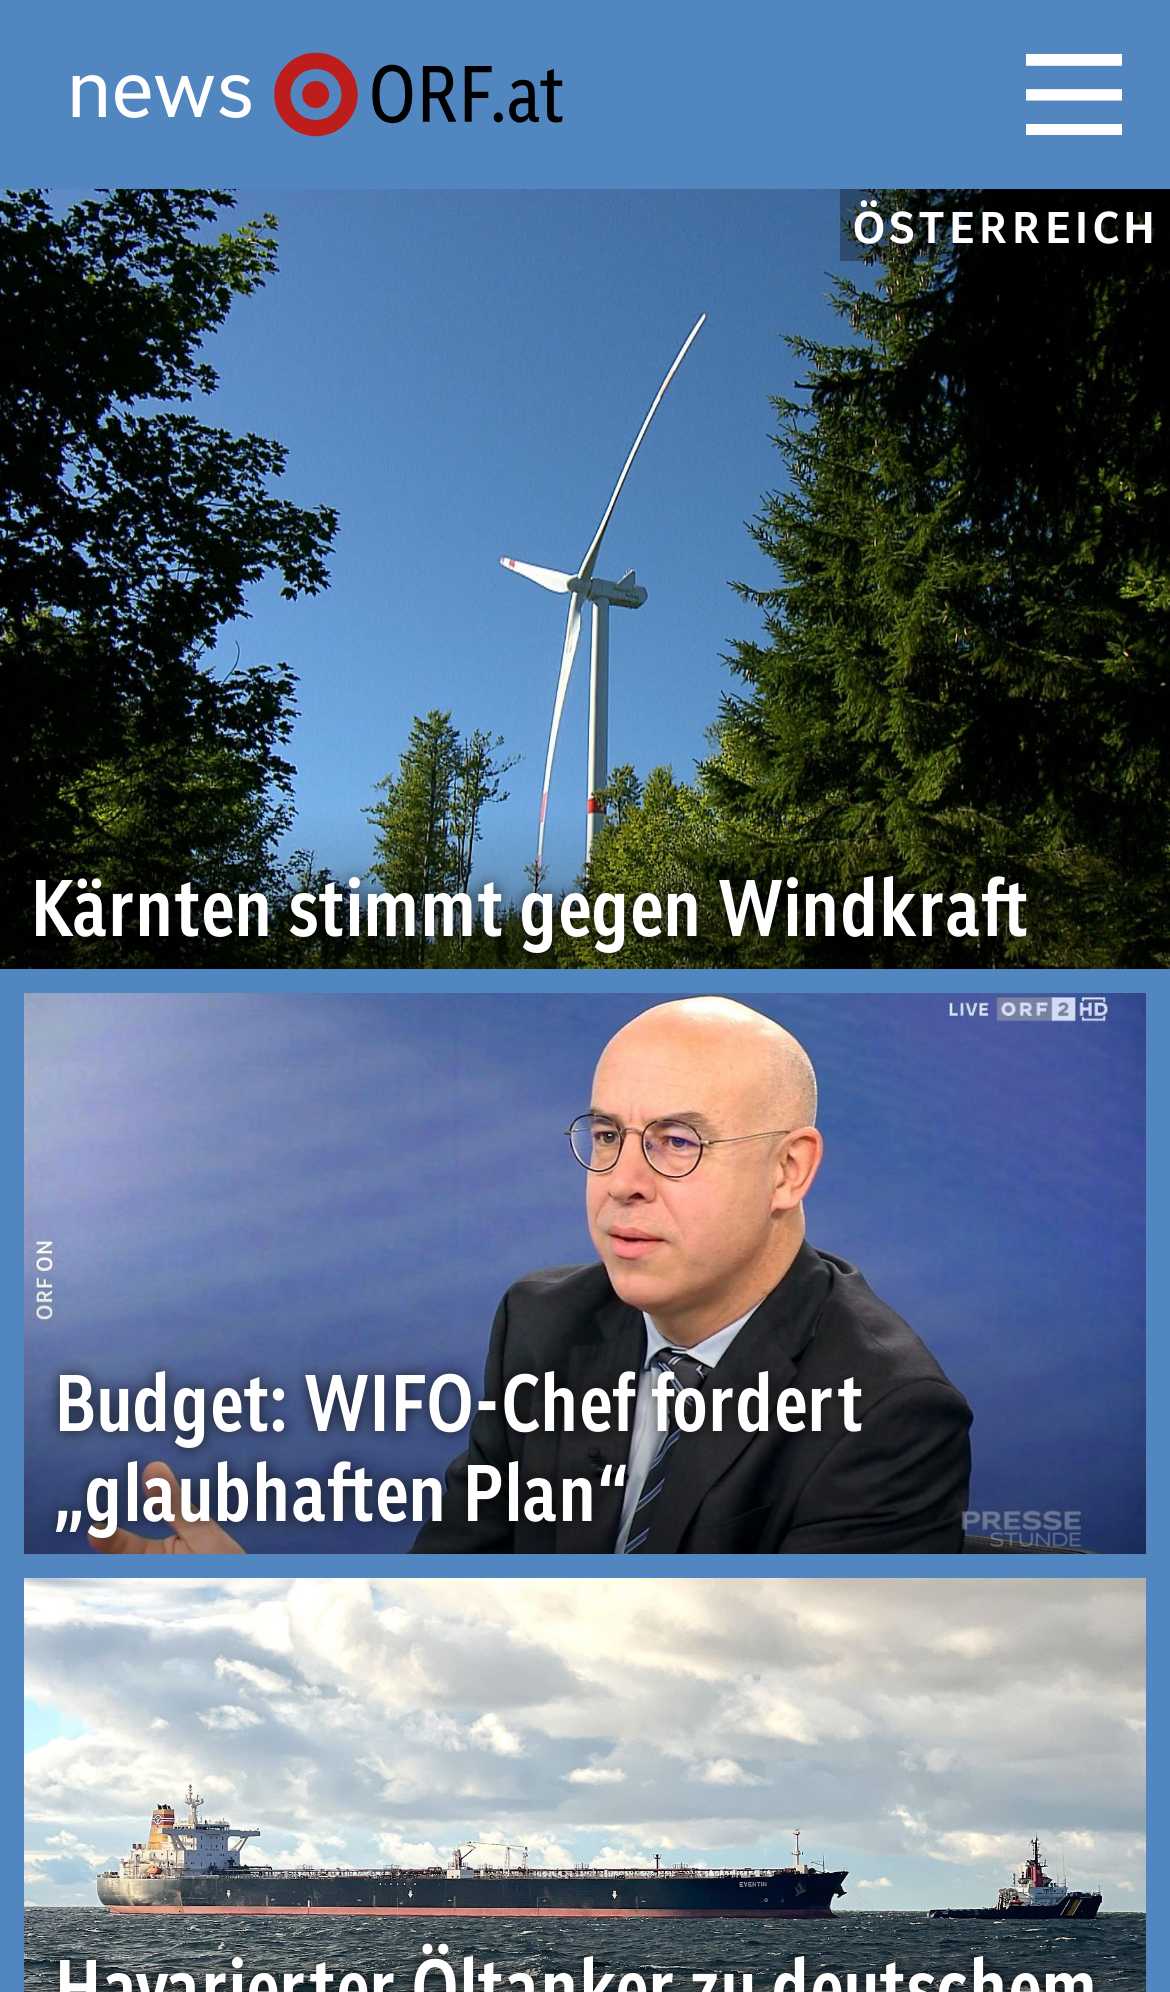 news ORF.at
ÖSTERREICH
Kärnten stimmt gegen Windkraft
LIVE ORF 2 HD
ORF ON
Budget: WIFO-Chef fordert
„glaubhaften Plan“
PRESSE
STUNDE
EVENTIN
Havarierter Öltanker zu deutschem